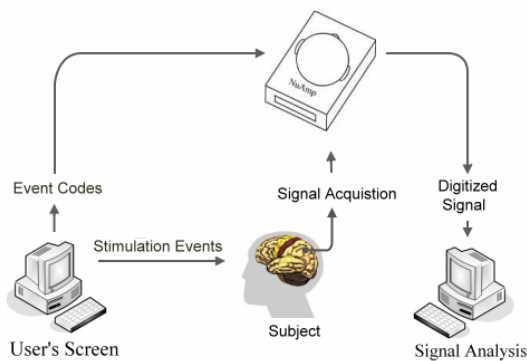 NuAmp
Event Codes
Signal Acquistion
Digitized
Signal
Stimulation Events
Subject
User's Screen
Signal Analysis